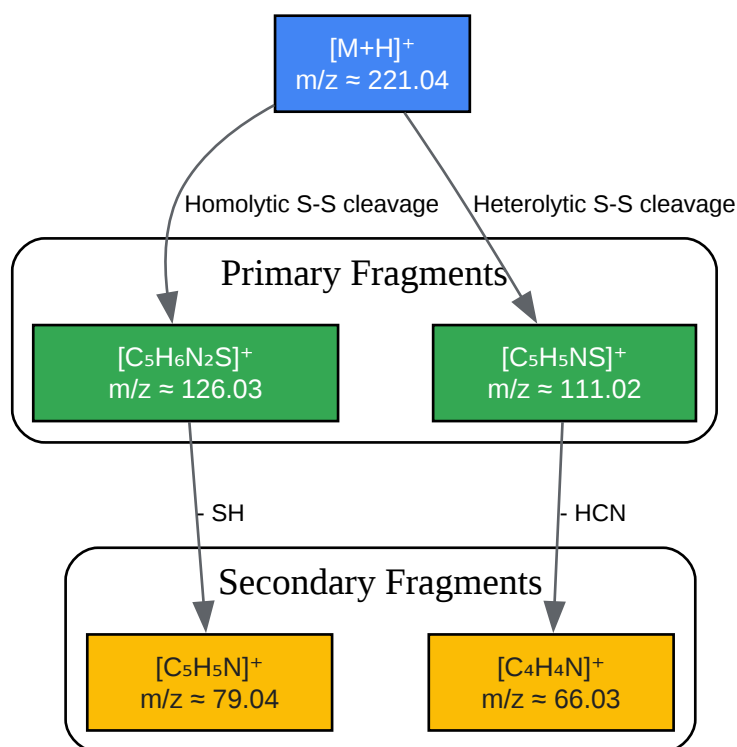 [M+H]⁺
m/z ≈ 221.04
Homolytic S-S cleavage
Heterolytic S-S cleavage
Primary Fragments
[C₅H₆N₂S]⁺
m/z ≈ 126.03
[C₅H₅NS]⁺
m/z ≈ 111.02
- SH
- HCN
Secondary Fragments
[C₅H₅N]⁺
m/z ≈ 79.04
[C₄H₄N]⁺
m/z ≈ 66.03